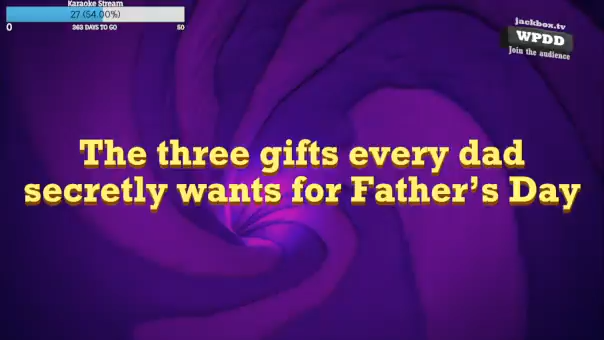 Karaoke Stream
27 (54.00%)
0 363 DAYS TO GO 50
jackbox.tv
WPDD
Join the audience
The three gifts every dad
secretly wants for Father's Day